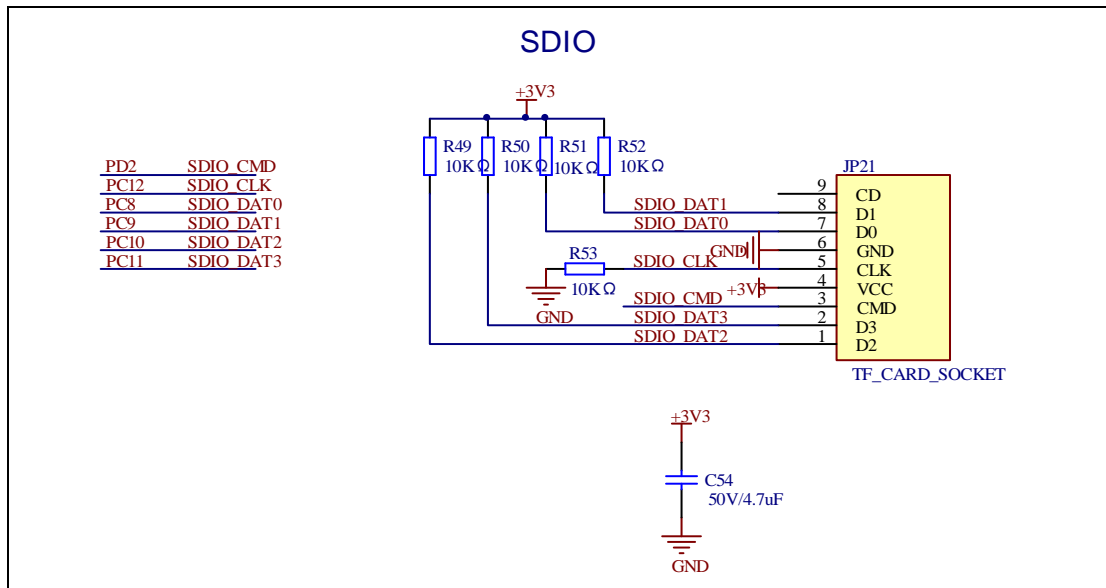 SDIO
+3V3
R49 R50 R51 R52
10KΩ 10KΩ 10KΩ 10KΩ
PD2 SDIO_CMD
PC12 SDIO_CLK
PC8 SDIO_DAT0
PC9 SDIO_DAT1
PC10 SDIO_DAT2
PC11 SDIO_DAT3
JP21
9 CD
SDIO_DAT1 8 D1
SDIO_DAT0 7 D0
GND 6 GND
R53 SDIO_CLK 5 CLK
10KΩ +3V3 4 VCC
GND SDIO_CMD 3 CMD
SDIO_DAT3 2 D3
SDIO_DAT2 1 D2
TF_CARD_SOCKET
+3V3
C54
50V/4.7uF
GND